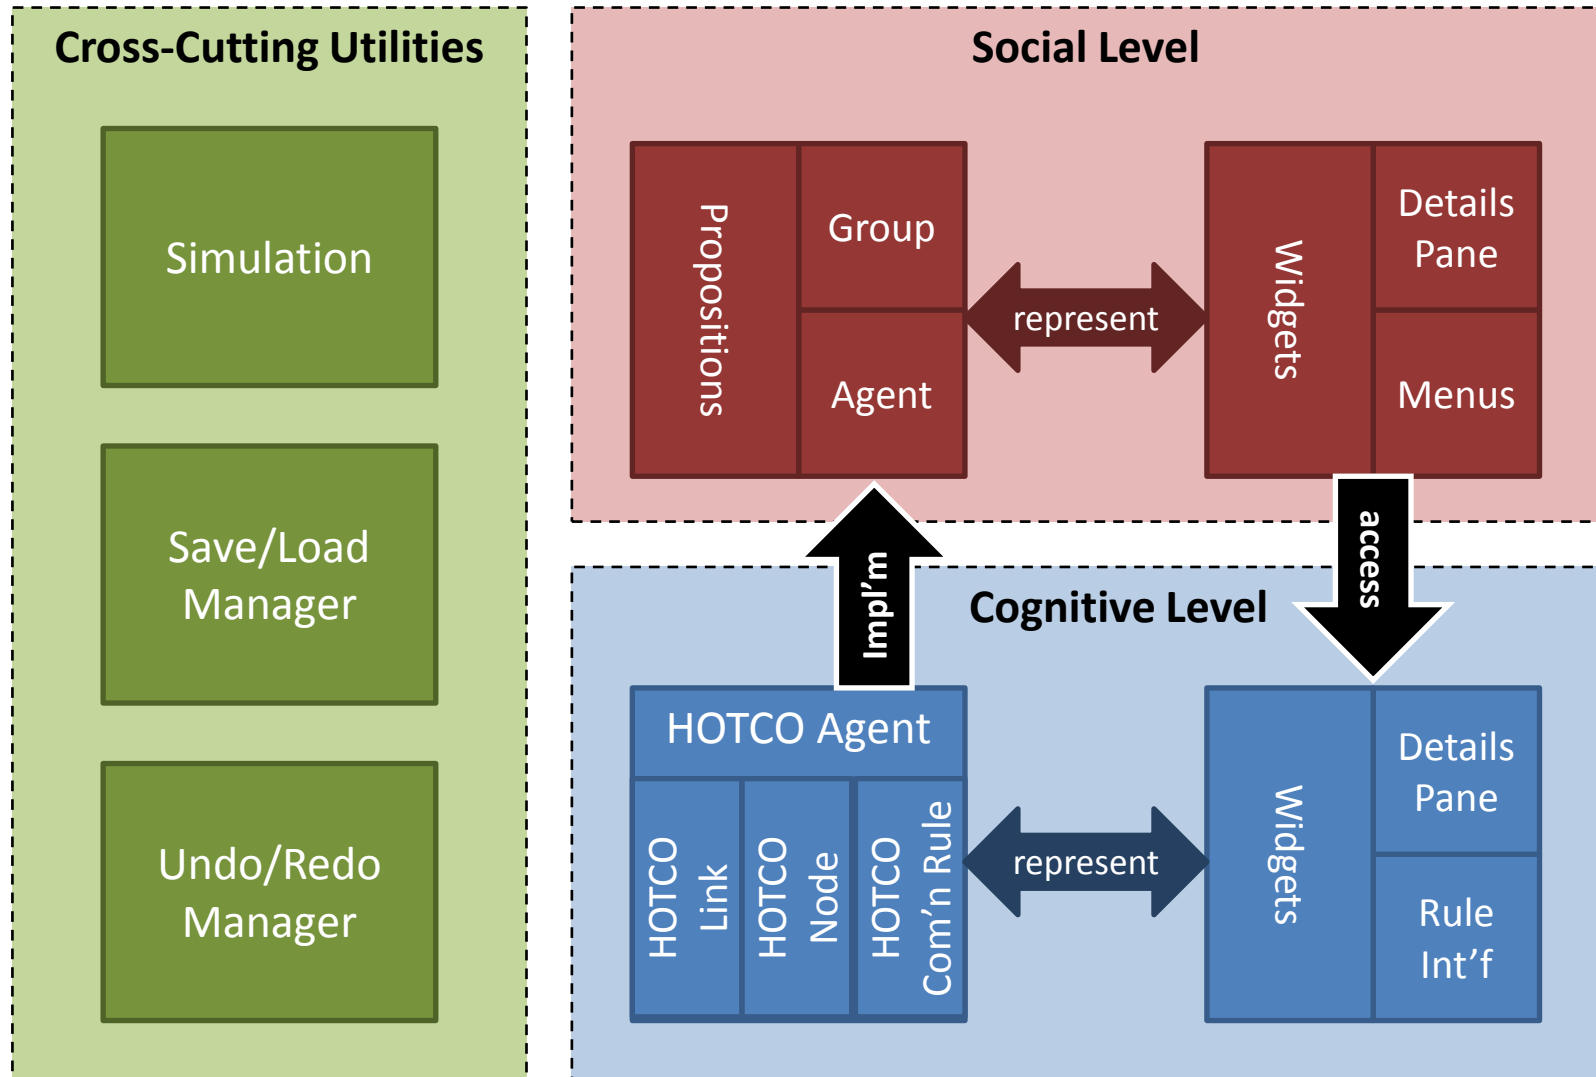 Cross-Cutting Utilities
Simulation
Save/Load
Manager
Undo/Redo
Manager
Social Level
Propositions
Group
Agent
represent
Widgets
Details
Pane
Menus
Impl’m
access
Cognitive Level
HOTCO Agent
HOTCO
Link
HOTCO
Node
HOTCO
Com’n Rule
represent
Widgets
Details
Pane
Rule
Int’f